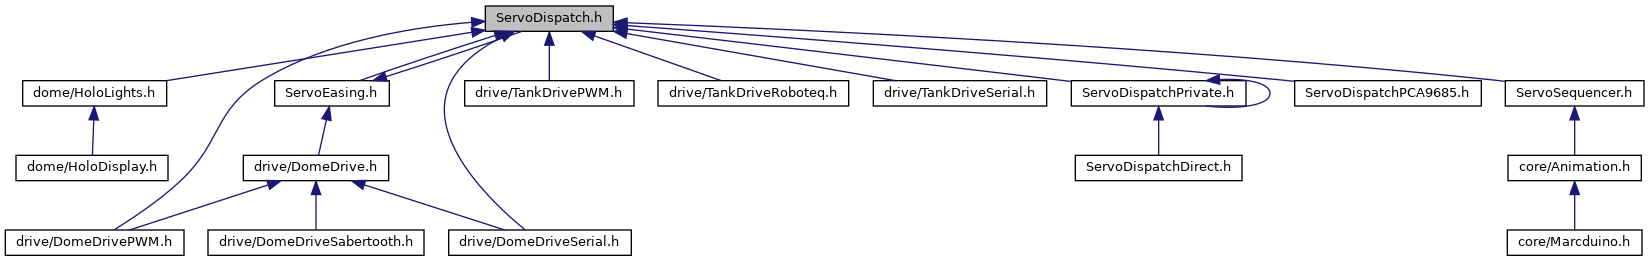 ServoDispatch.h
dome/HoloLights.h
ServoEasing.h
drive/TankDrivePWM.h
drive/TankDriveRoboteq.h
drive/TankDriveSerial.h
ServoDispatchPrivate.h
ServoDispatchPCA9685.h
ServoSequencer.h
dome/HoloDisplay.h
drive/DomeDrive.h
ServoDispatchDirect.h
core/Animation.h
drive/DomeDrivePWM.h
drive/DomeDriveSabertooth.h
drive/DomeDriveSerial.h
core/Marcduino.h